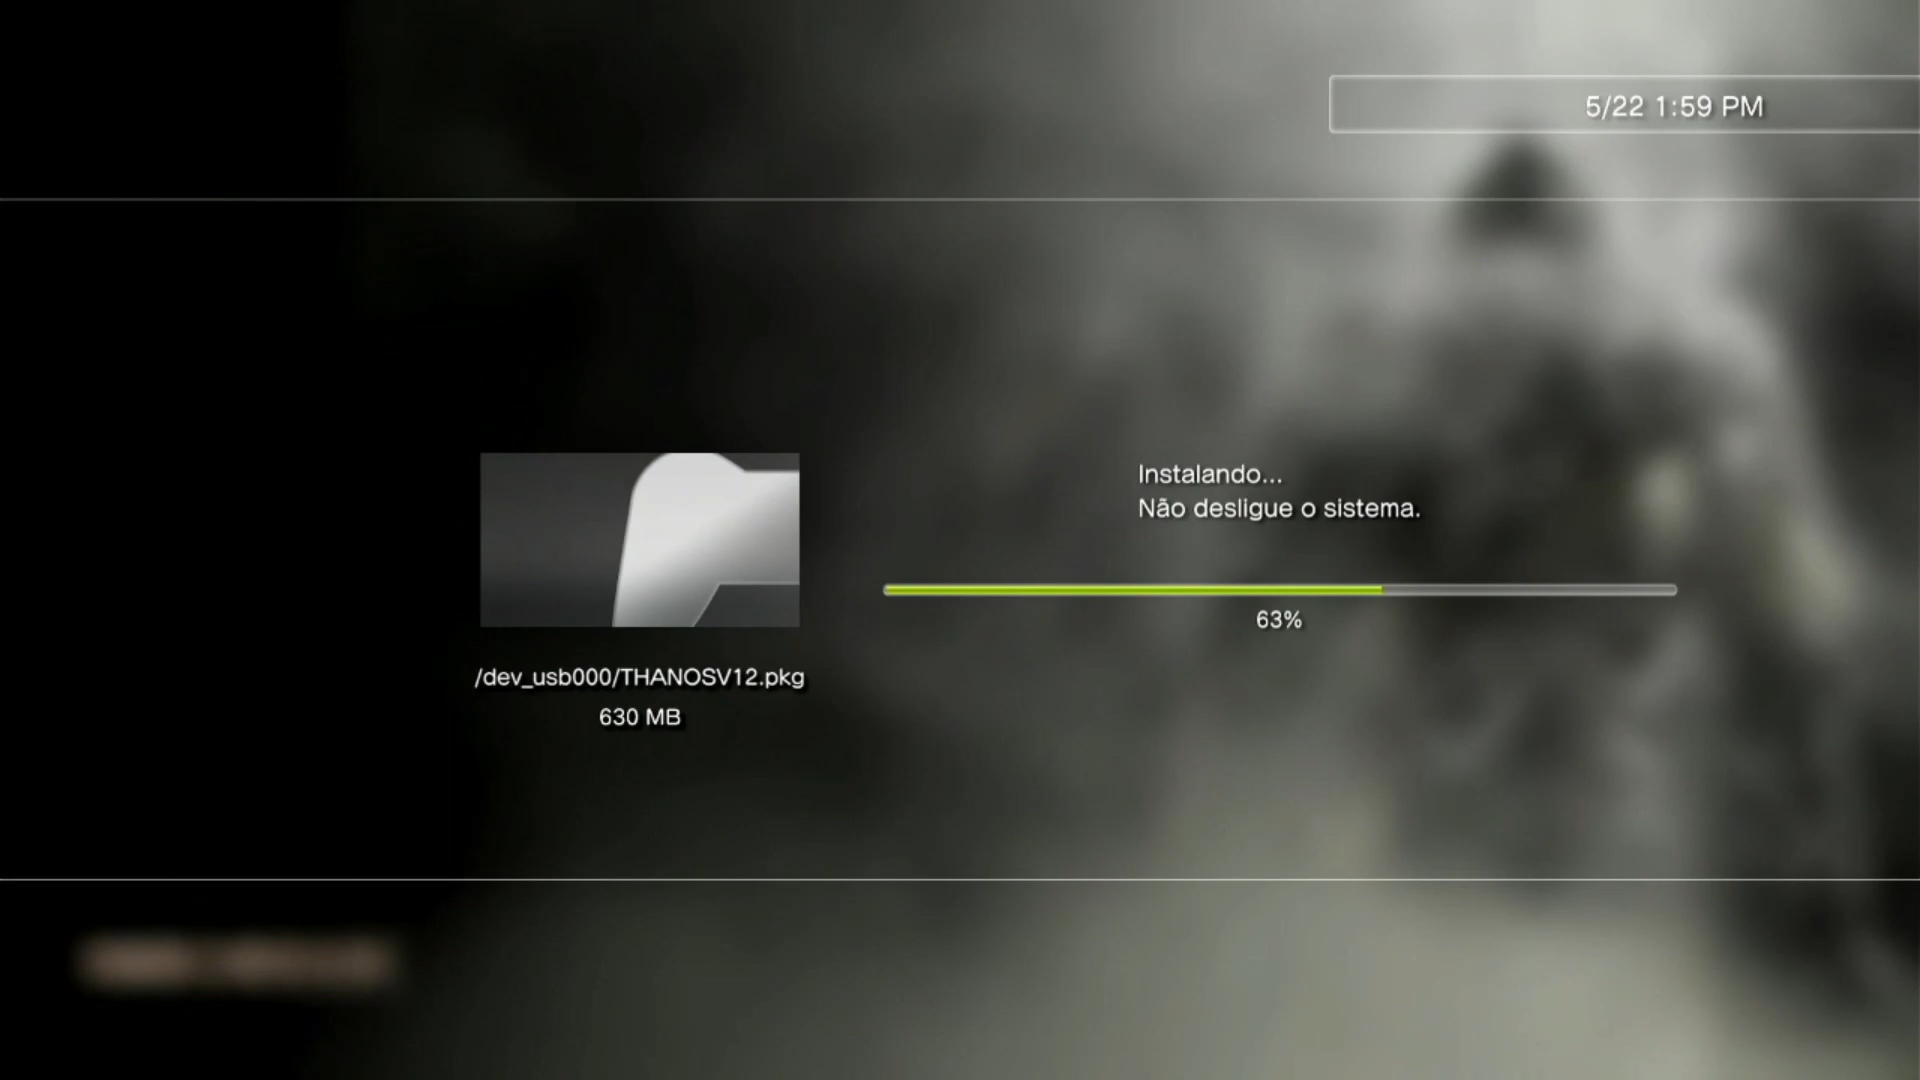 5/22 1:59 PM
Instalando...
Não desligue o sistema.
63%
/dev_usb000/THANOSV12.pkg
630 MB